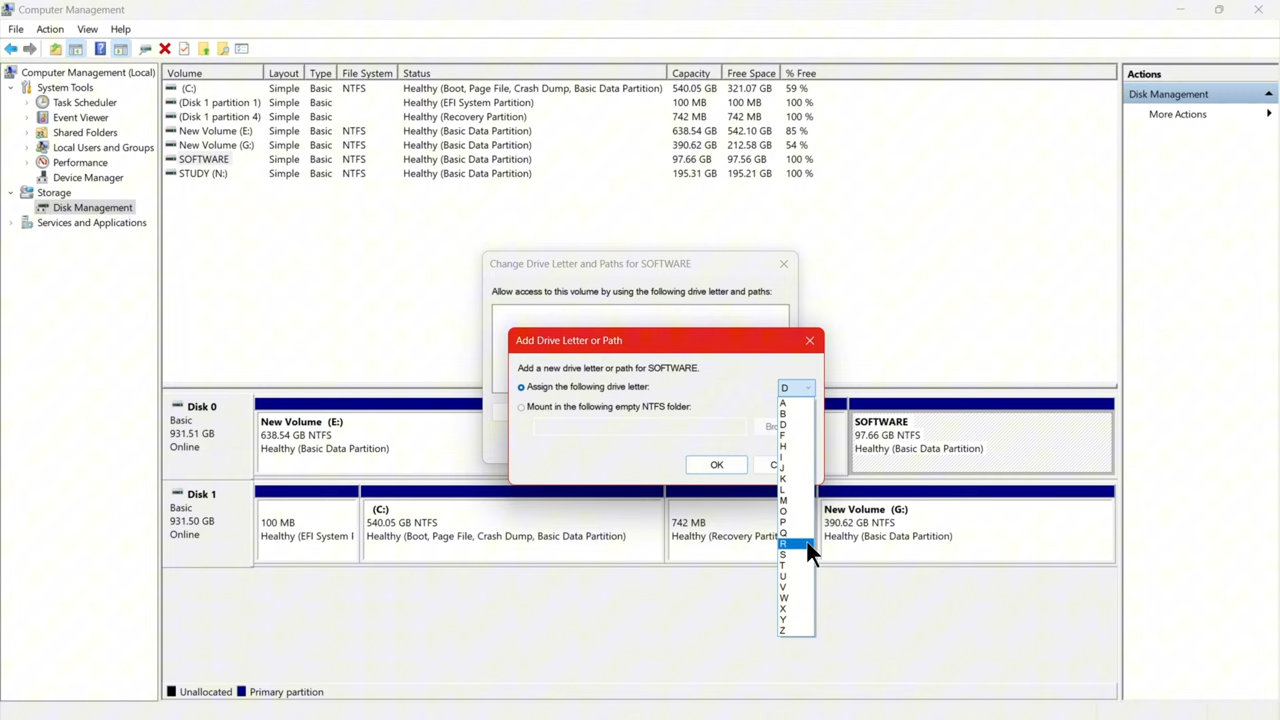 Computer Management
File Action View Help
Computer Management (Local)
System Tools
Task Scheduler
Event Viewer
Shared Folders
Local Users and Groups
Performance
Device Manager
Storage
Disk Management
Services and Applications
Volume Layout Type File System Status Capacity Free Space % Free
(C:) Simple Basic NTFS Healthy (Boot, Page File, Crash Dump, Basic Data Partition) 540.05 GB 321.07 GB 59 %
(Disk 1 partition 1) Simple Basic Healthy (EFI System Partition) 100 MB 100 MB 100 %
(Disk 1 partition 4) Simple Basic Healthy (Recovery Partition) 742 MB 742 MB 100 %
New Volume (E:) Simple Basic NTFS Healthy (Basic Data Partition) 638.54 GB 542.10 GB 85 %
New Volume (G:) Simple Basic NTFS Healthy (Basic Data Partition) 390.62 GB 212.58 GB 54 %
SOFTWARE Simple Basic NTFS Healthy (Basic Data Partition) 97.66 GB 97.56 GB 100 %
STUDY (N:) Simple Basic NTFS Healthy (Basic Data Partition) 195.31 GB 195.21 GB 100 %
Actions
Disk Management
More Actions
Change Drive Letter and Paths for SOFTWARE
Allow access to this volume by using the following drive letter and paths:
Add Drive Letter or Path
Add a new drive letter or path for SOFTWARE.
Assign the following drive letter: D
Mount in the following empty NTFS folder:
OK
A
B
D
F
H
I
J
K
L
M
O
P
Q
R
S
T
U
V
W
X
Y
Z
Disk 0
Basic
931.51 GB
Online
New Volume (E:)
638.54 GB NTFS
Healthy (Basic Data Partition)
SOFTWARE
97.66 GB NTFS
Healthy (Basic Data Partition)
Disk 1
Basic
931.50 GB
Online
100 MB
Healthy (EFI System
(C:)
540.05 GB NTFS
Healthy (Boot, Page File, Crash Dump, Basic Data Partition)
742 MB
Healthy (Recovery Parti
New Volume (G:)
390.62 GB NTFS
Healthy (Basic Data Partition)
Unallocated Primary partition